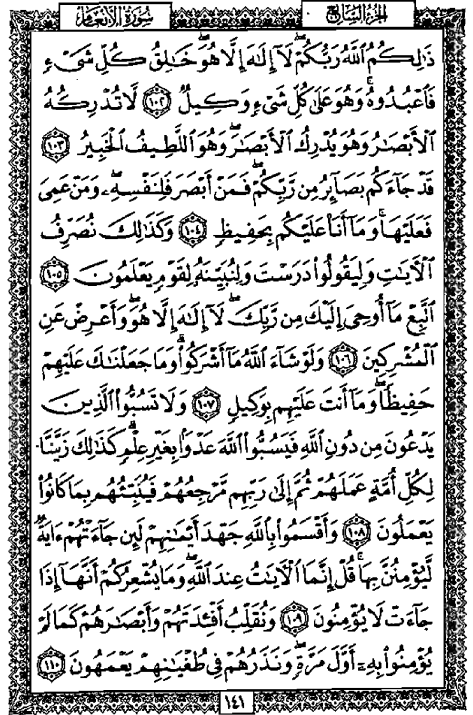 سورة الأنعام
الجزء السابع
ذَٰلِكُمُ ٱللَّهُ رَبُّكُمْ ۖ لَآ إِلَٰهَ إِلَّا هُوَ ۖ خَٰلِقُ كُلِّ شَىْءٍ
فَٱعْبُدُوهُ ۚ وَهُوَ عَلَىٰ كُلِّ شَىْءٍ وَكِيلٌ ١٠٢ لَّا تُدْرِكُهُ
ٱلْأَبْصَٰرُ وَهُوَ يُدْرِكُ ٱلْأَبْصَٰرَ ۖ وَهُوَ ٱللَّطِيفُ ٱلْخَبِيرُ ١٠٣
قَدْ جَآءَكُم بَصَآئِرُ مِن رَّبِّكُمْ ۖ فَمَنْ أَبْصَرَ فَلِنَفْسِهِۦ ۖ وَمَنْ عَمِىَ
فَعَلَيْهَا ۚ وَمَآ أَنَا۠ عَلَيْكُم بِحَفِيظٍ ١٠٤ وَكَذَٰلِكَ نُصَرِّفُ
ٱلْءَايَٰتِ وَلِيَقُولُوا۟ دَرَسْتَ وَلِنُبَيِّنَهُۥ لِقَوْمٍ يَعْلَمُونَ ١٠٥
ٱتَّبِعْ مَآ أُوحِىَ إِلَيْكَ مِن رَّبِّكَ ۖ لَآ إِلَٰهَ إِلَّا هُوَ ۖ وَأَعْرِضْ عَنِ
ٱلْمُشْرِكِينَ ١٠٦ وَلَوْ شَآءَ ٱللَّهُ مَآ أَشْرَكُوا۟ ۗ وَمَا جَعَلْنَٰكَ عَلَيْهِمْ
حَفِيظًا ۖ وَمَآ أَنتَ عَلَيْهِم بِوَكِيلٍ ١٠٧ وَلَا تَسُبُّوا۟ ٱلَّذِينَ
يَدْعُونَ مِن دُونِ ٱللَّهِ فَيَسُبُّوا۟ ٱللَّهَ عَدْوًۢا بِغَيْرِ عِلْمٍ ۗ كَذَٰلِكَ زَيَّنَّا
لِكُلِّ أُمَّةٍ عَمَلَهُمْ ثُمَّ إِلَىٰ رَبِّهِم مَّرْجِعُهُمْ فَيُنَبِّئُهُم بِمَا كَانُوا۟
يَعْمَلُونَ ١٠٨ وَأَقْسَمُوا۟ بِٱللَّهِ جَهْدَ أَيْمَٰنِهِمْ لَئِن جَآءَتْهُمْ ءَايَةٌ
لَّيُؤْمِنُنَّ بِهَا ۚ قُلْ إِنَّمَا ٱلْءَايَٰتُ عِندَ ٱللَّهِ ۖ وَمَا يُشْعِرُكُمْ أَنَّهَآ إِذَا
جَآءَتْ لَا يُؤْمِنُونَ ١٠٩ وَنُقَلِّبُ أَفْـِٔدَتَهُمْ وَأَبْصَٰرَهُمْ كَمَا لَمْ
يُؤْمِنُوا۟ بِهِۦٓ أَوَّلَ مَرَّةٍ وَنَذَرُهُمْ فِى طُغْيَٰنِهِمْ يَعْمَهُونَ ١١٠
١٤١